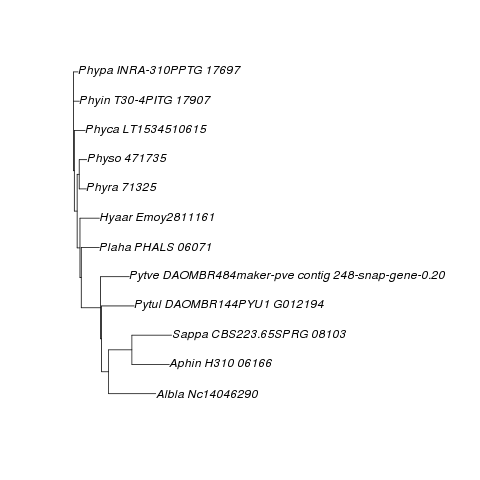 Phypa INRA-310PPTG 17697
Phyin T30-4PITG 17907
Phyca LT1534510615
Physo 471735
Phyra 71325
Hyaar Emoy2811161
Plaha PHALS 06071
Pytve DAOMBR484maker-pve contig 248-snap-gene-0.20
Pytul DAOMBR144PYU1 G012194
Sappa CBS223.65SPRG 08103
Aphin H310 06166
Albla Nc14046290